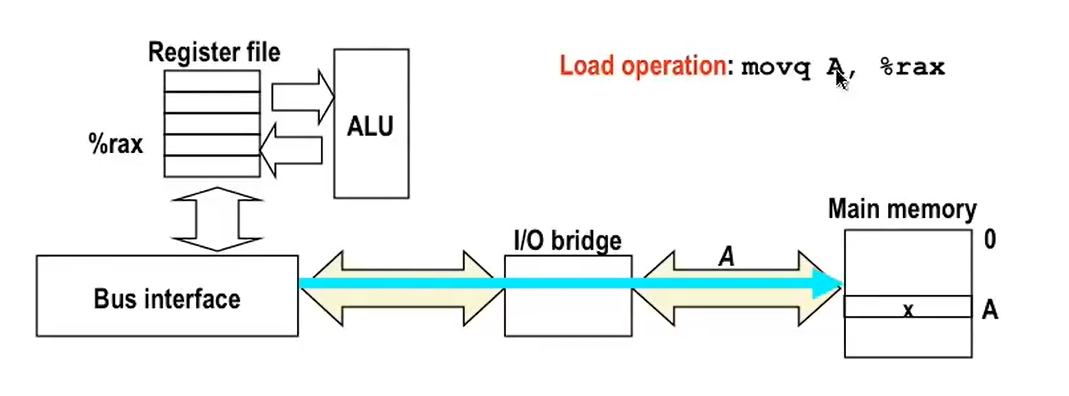 Register file
Load operation: movq A, %rax
ALU
%rax
Main memory
I/O bridge
A
0
Bus interface
x
A